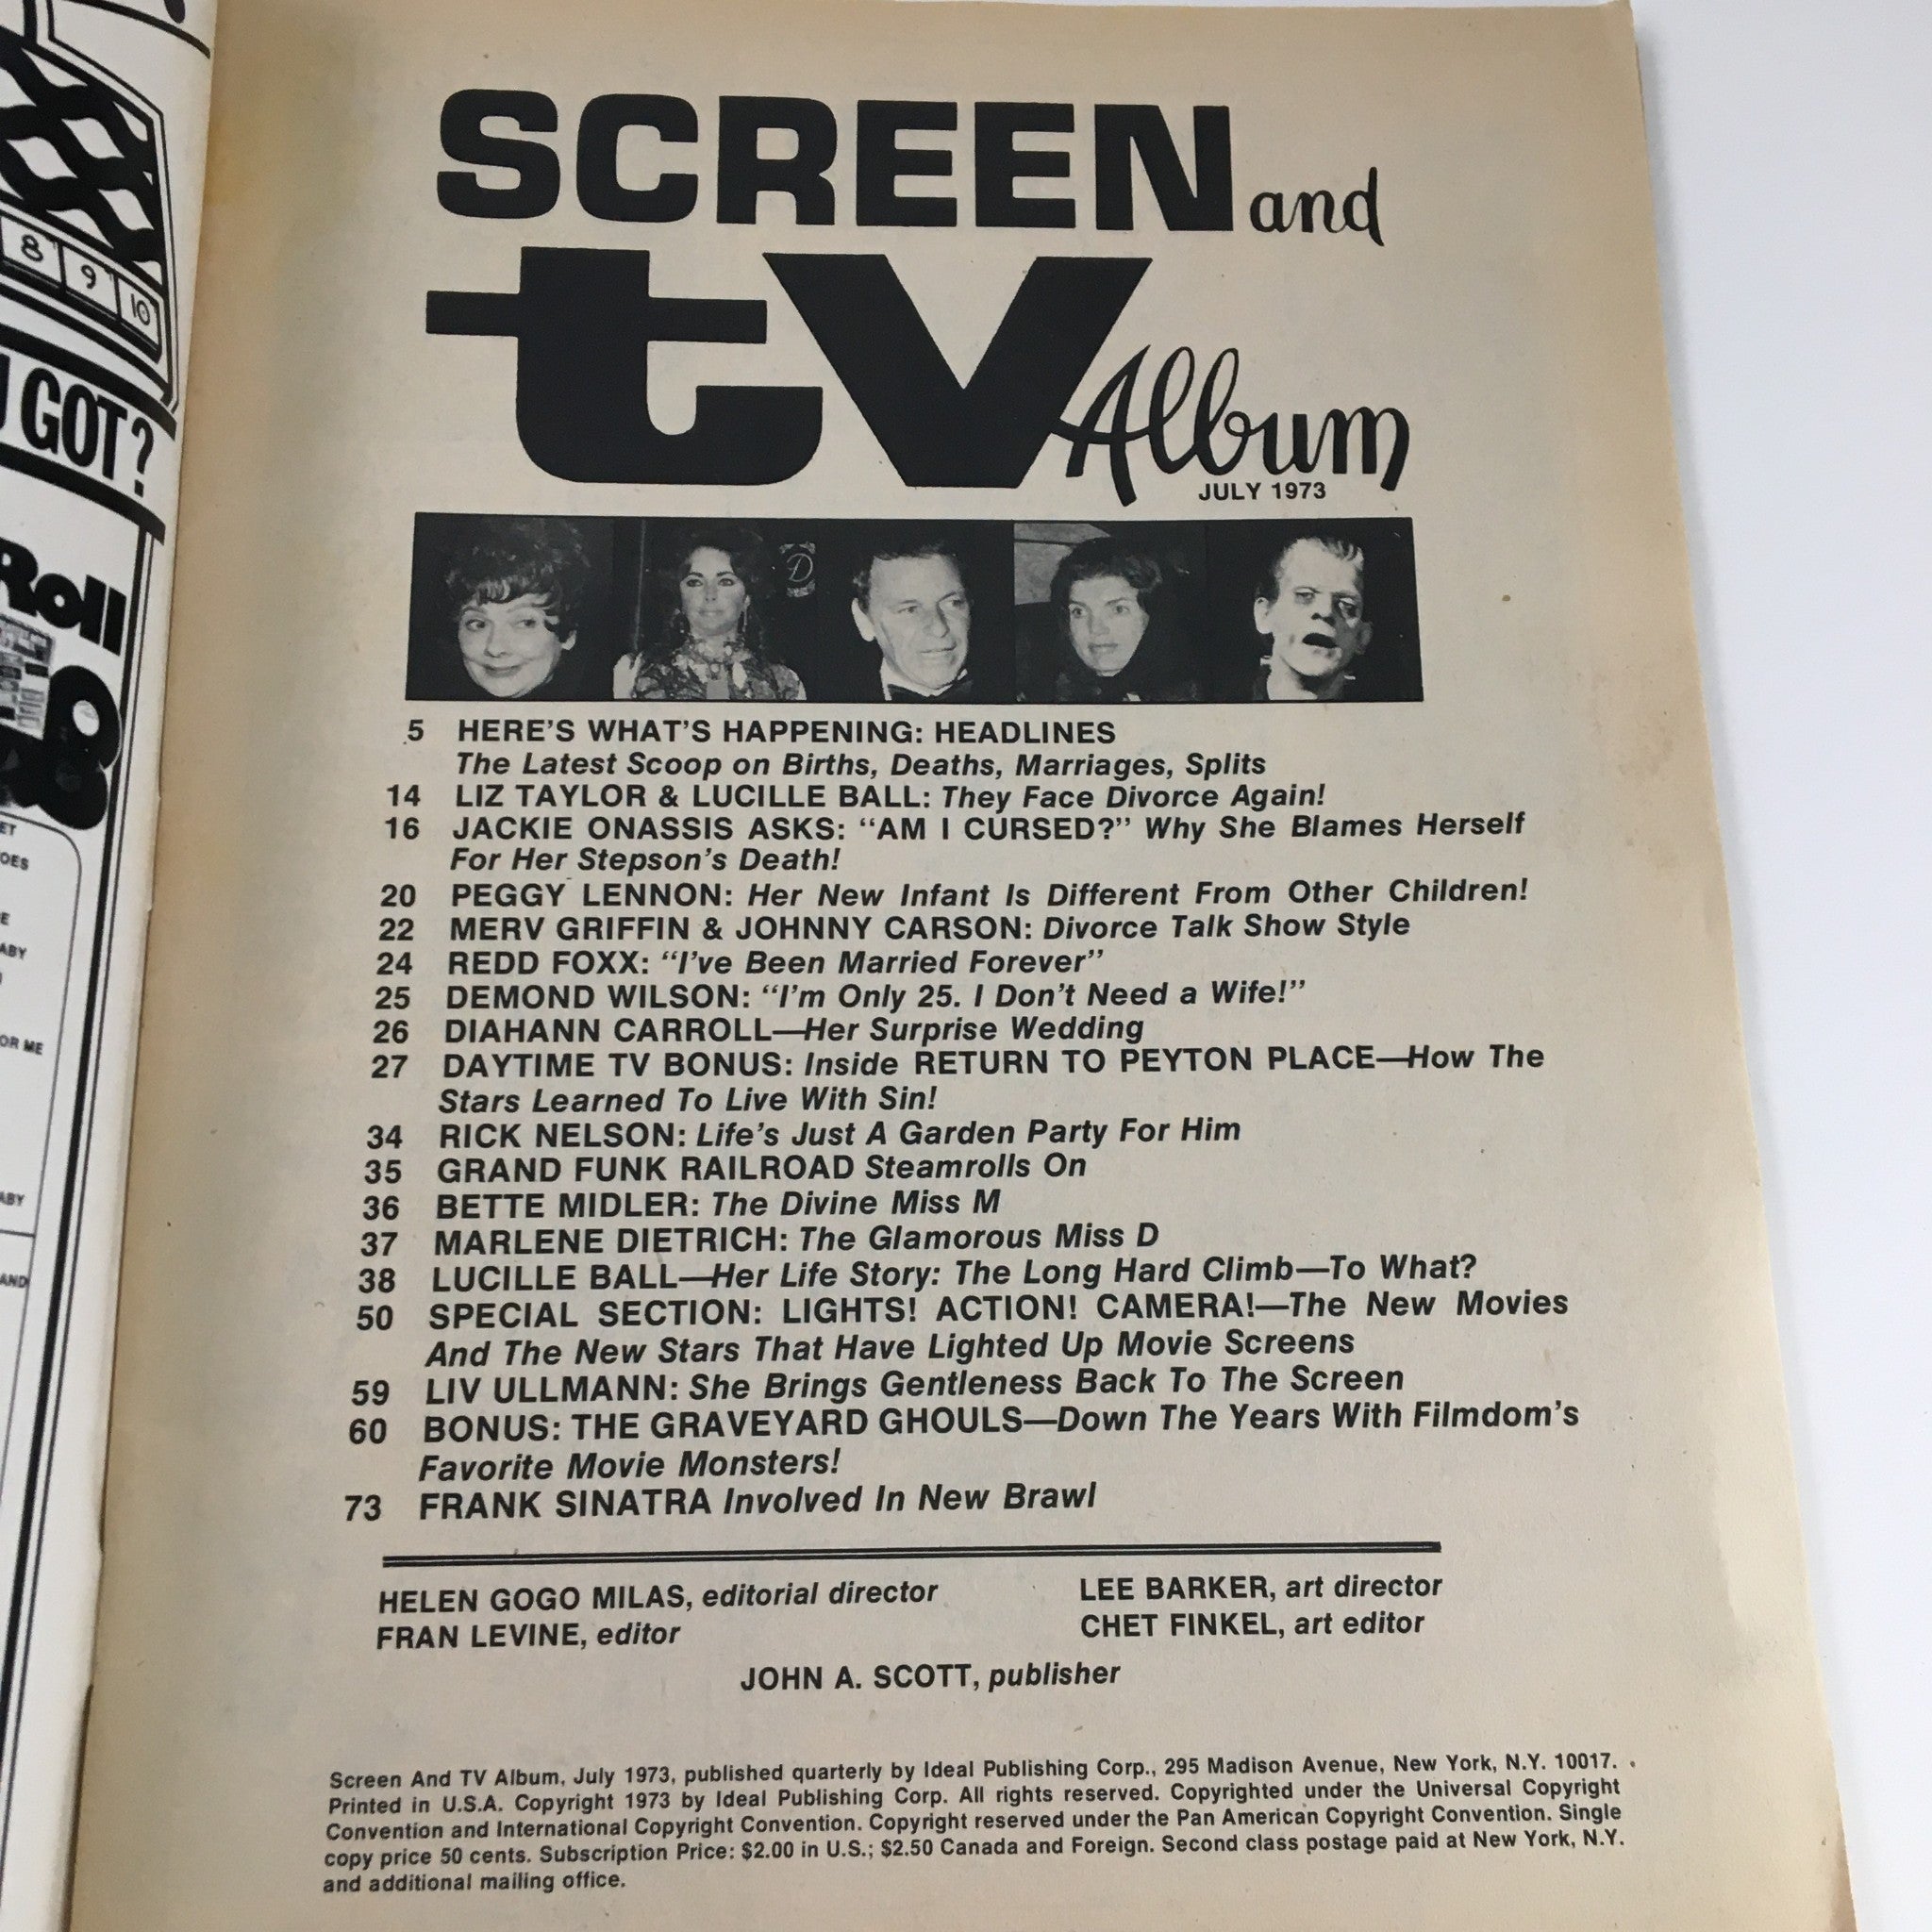 8 9 10
GOT?
Roll
ET
OES
E
ABY
OR ME
ABY
AND
SCREEN and
tv Album
JULY 1973
D
5 HERE'S WHAT'S HAPPENING: HEADLINES
The Latest Scoop on Births, Deaths, Marriages, Splits
14 LIZ TAYLOR & LUCILLE BALL: They Face Divorce Again!
16 JACKIE ONASSIS ASKS: “AM I CURSED?” Why She Blames Herself
For Her Stepson's Death!
20 PEGGY LENNON: Her New Infant Is Different From Other Children!
22 MERV GRIFFIN & JOHNNY CARSON: Divorce Talk Show Style
24 REDD FOXX: “I've Been Married Forever”
25 DEMOND WILSON: “I'm Only 25. I Don't Need a Wife!”
26 DIAHANN CARROLL—Her Surprise Wedding
27 DAYTIME TV BONUS: Inside RETURN TO PEYTON PLACE—How The
Stars Learned To Live With Sin!
34 RICK NELSON: Life's Just A Garden Party For Him
35 GRAND FUNK RAILROAD Steamrolls On
36 BETTE MIDLER: The Divine Miss M
37 MARLENE DIETRICH: The Glamorous Miss D
38 LUCILLE BALL—Her Life Story: The Long Hard Climb—To What?
50 SPECIAL SECTION: LIGHTS! ACTION! CAMERA!—The New Movies
And The New Stars That Have Lighted Up Movie Screens
59 LIV ULLMANN: She Brings Gentleness Back To The Screen
60 BONUS: THE GRAVEYARD GHOULS—Down The Years With Filmdom's
Favorite Movie Monsters!
73 FRANK SINATRA Involved In New Brawl
HELEN GOGO MILAS, editorial director LEE BARKER, art director
FRAN LEVINE, editor CHET FINKEL, art editor
JOHN A. SCOTT, publisher
Screen And TV Album, July 1973, published quarterly by Ideal Publishing Corp., 295 Madison Avenue, New York, N.Y. 10017.
Printed in U.S.A. Copyright 1973 by Ideal Publishing Corp. All rights reserved. Copyrighted under the Universal Copyright
Convention and International Copyright Convention. Copyright reserved under the Pan American Copyright Convention. Single
copy price 50 cents. Subscription Price: $2.00 in U.S.; $2.50 Canada and Foreign. Second class postage paid at New York, N.Y.
and additional mailing office.